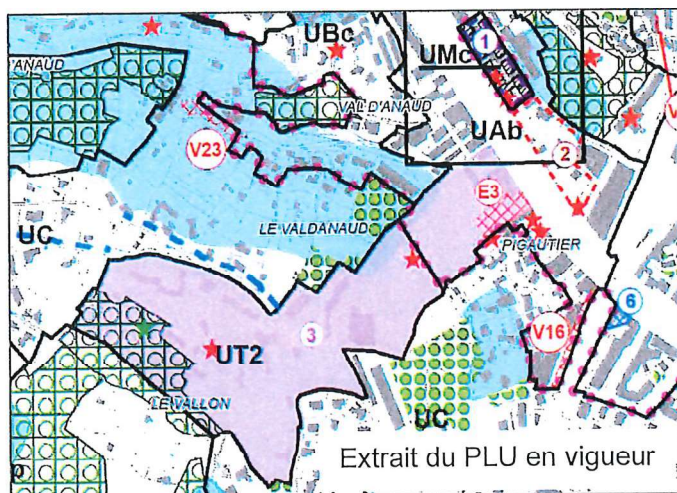 UBc
1
UMc
'ANAUD
VAL D'ANAUD
UAb
V23
2
E3
LE VALDANAUD
PIGAUTIER
UC
6
3
V16
UT2
LE VALLON
UC
Extrait du PLU en vigueur